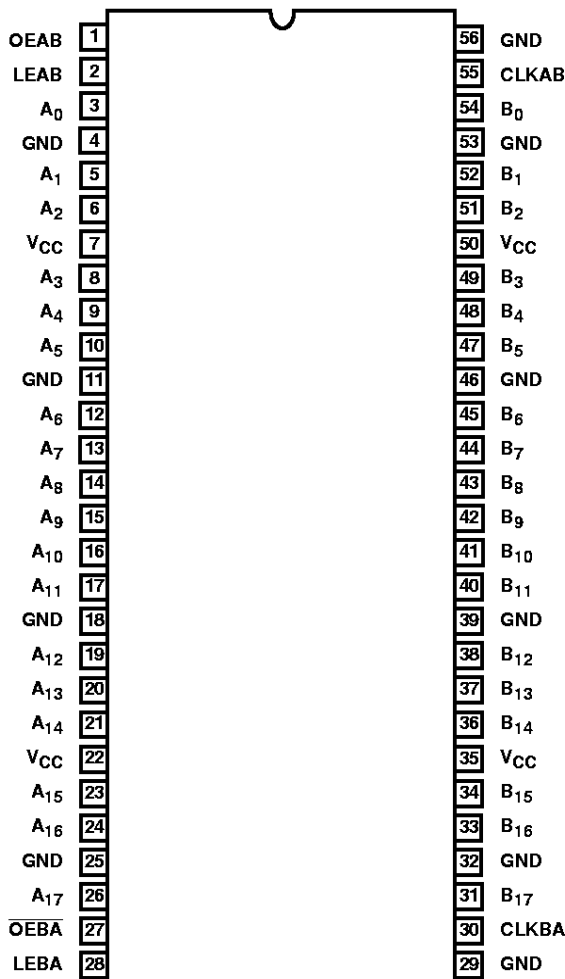 OEAB 1 56 GND
LEAB 2 55 CLKAB
A0 3 54 B0
GND 4 53 GND
A1 5 52 B1
A2 6 51 B2
VCC 7 50 VCC
A3 8 49 B3
A4 9 48 B4
A5 10 47 B5
GND 11 46 GND
A6 12 45 B6
A7 13 44 B7
A8 14 43 B8
A9 15 42 B9
A10 16 41 B10
A11 17 40 B11
GND 18 39 GND
A12 19 38 B12
A13 20 37 B13
A14 21 36 B14
VCC 22 35 VCC
A15 23 34 B15
A16 24 33 B16
GND 25 32 GND
A17 26 31 B17
O̅E̅B̅A̅ 27 30 CLKBA
LEBA 28 29 GND